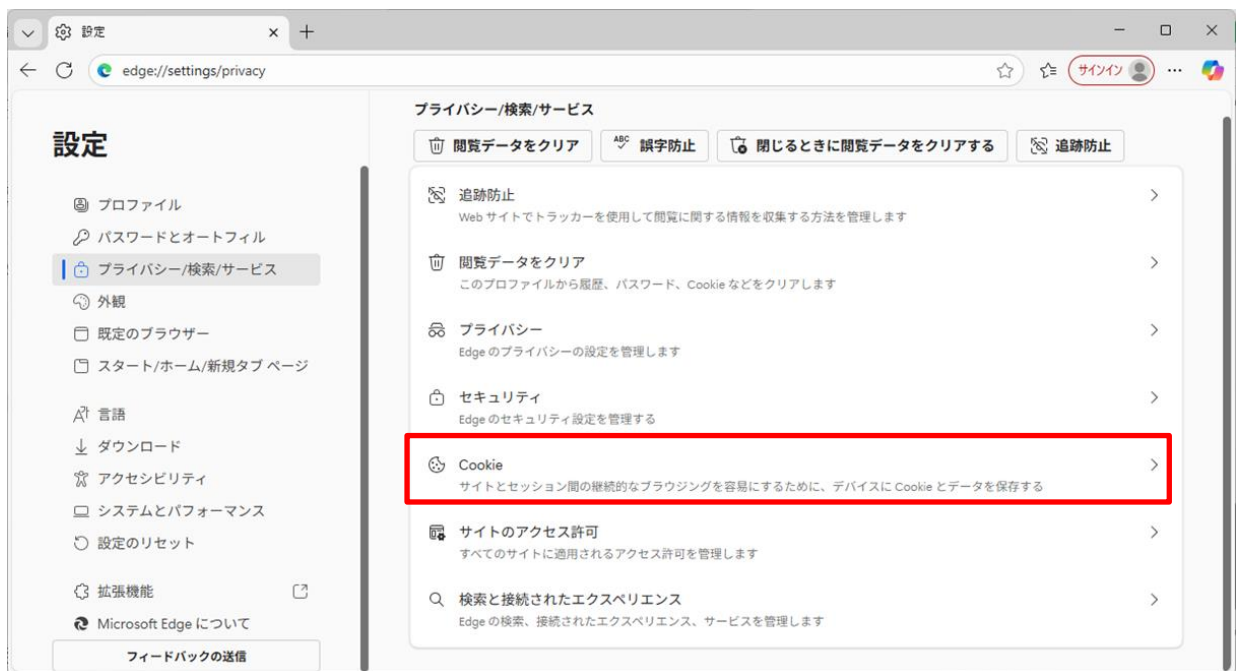 設定
edge://settings/privacy
サインイン
設定
プロファイル
パスワードとオートフィル
プライバシー/検索/サービス
外観
既定のブラウザー
スタート/ホーム/新規タブ ページ
言語
ダウンロード
アクセシビリティ
システムとパフォーマンス
設定のリセット
拡張機能
Microsoft Edge について
フィードバックの送信
プライバシー/検索/サービス
閲覧データをクリア
ABC 誤字防止
閉じるときに閲覧データをクリアする
追跡防止
追跡防止
Web サイトでトラッカーを使用して閲覧に関する情報を収集する方法を管理します
閲覧データをクリア
このプロファイルから履歴、パスワード、Cookie などをクリアします
プライバシー
Edge のプライバシーの設定を管理します
セキュリティ
Edge のセキュリティ設定を管理する
Cookie
サイトとセッション間の継続的なブラウジングを容易にするために、デバイスに Cookie とデータを保存する
サイトのアクセス許可
すべてのサイトに適用されるアクセス許可を管理します
検索と接続されたエクスペリエンス
Edge の検索、接続されたエクスペリエンス、サービスを管理します